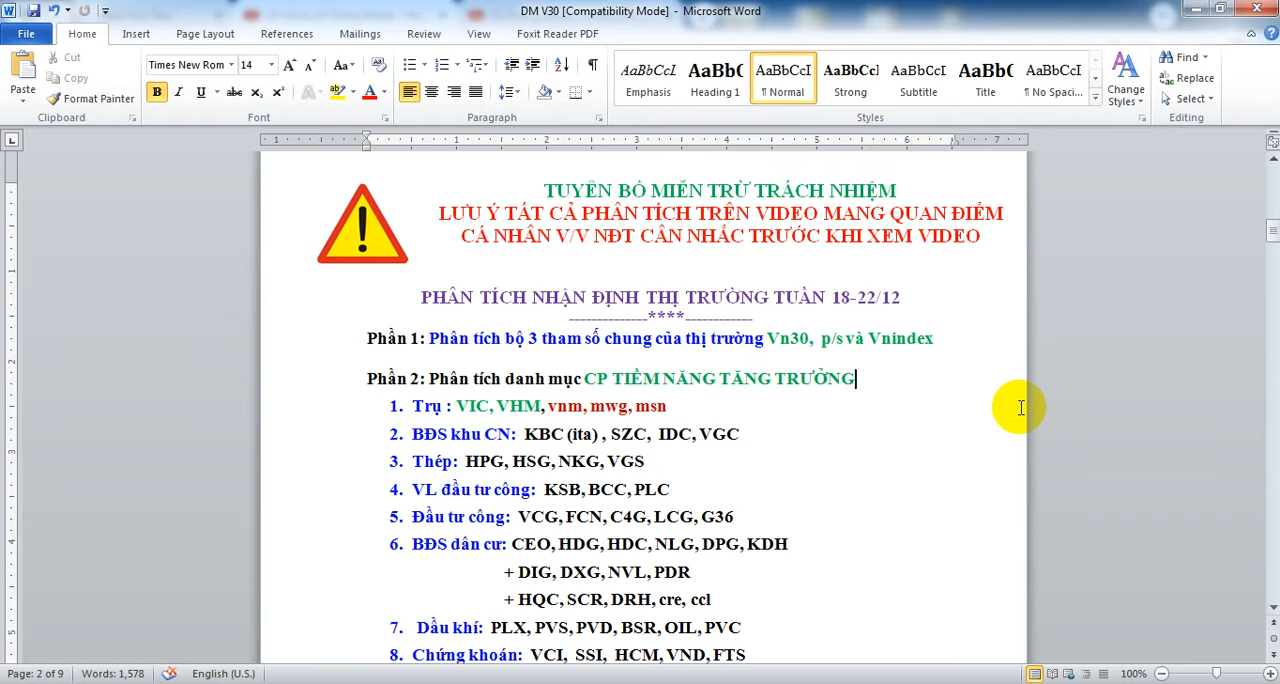 DM V30 [Compatibility Mode] - Microsoft Word
File Home Insert Page Layout References Mailings Review View Foxit Reader PDF
Paste Cut Copy Format Painter
Times New Rom 14
AaBbCcI AaBb( AaBbCcI AaBbCcl AaBbCcI AaBb( AaBbCcI
Emphasis Heading 1 ¶ Normal Strong Subtitle Title ¶ No Spaci...
Change Styles
Find Replace Select
Clipboard Font Paragraph Styles Editing
TUYÊN BỐ MIỄN TRỪ TRÁCH NHIỆM
LƯU Ý TẤT CẢ PHÂN TÍCH TRÊN VIDEO MANG QUAN ĐIỂM
CÁ NHÂN V/V NĐT CÂN NHẮC TRƯỚC KHI XEM VIDEO
PHÂN TÍCH NHẬN ĐỊNH THỊ TRƯỜNG TUẦN 18-22/12
--------------****------------
Phần 1: Phân tích bộ 3 tham số chung của thị trường Vn30, p/s và Vnindex
Phần 2: Phân tích danh mục CP TIỀM NĂNG TĂNG TRƯỞNG
1. Trụ : VIC, VHM, vnm, mwg, msn
2. BĐS khu CN: KBC (ita) , SZC, IDC, VGC
3. Thép: HPG, HSG, NKG, VGS
4. VL đầu tư công: KSB, BCC, PLC
5. Đầu tư công: VCG, FCN, C4G, LCG, G36
6. BĐS dân cư: CEO, HDG, HDC, NLG, DPG, KDH
+ DIG, DXG, NVL, PDR
+ HQC, SCR, DRH, cre, ccl
7. Dầu khí: PLX, PVS, PVD, BSR, OIL, PVC
8. Chứng khoán: VCI, SSI, HCM, VND, FTS
Page: 2 of 9 Words: 1,578 English (U.S.) 100%